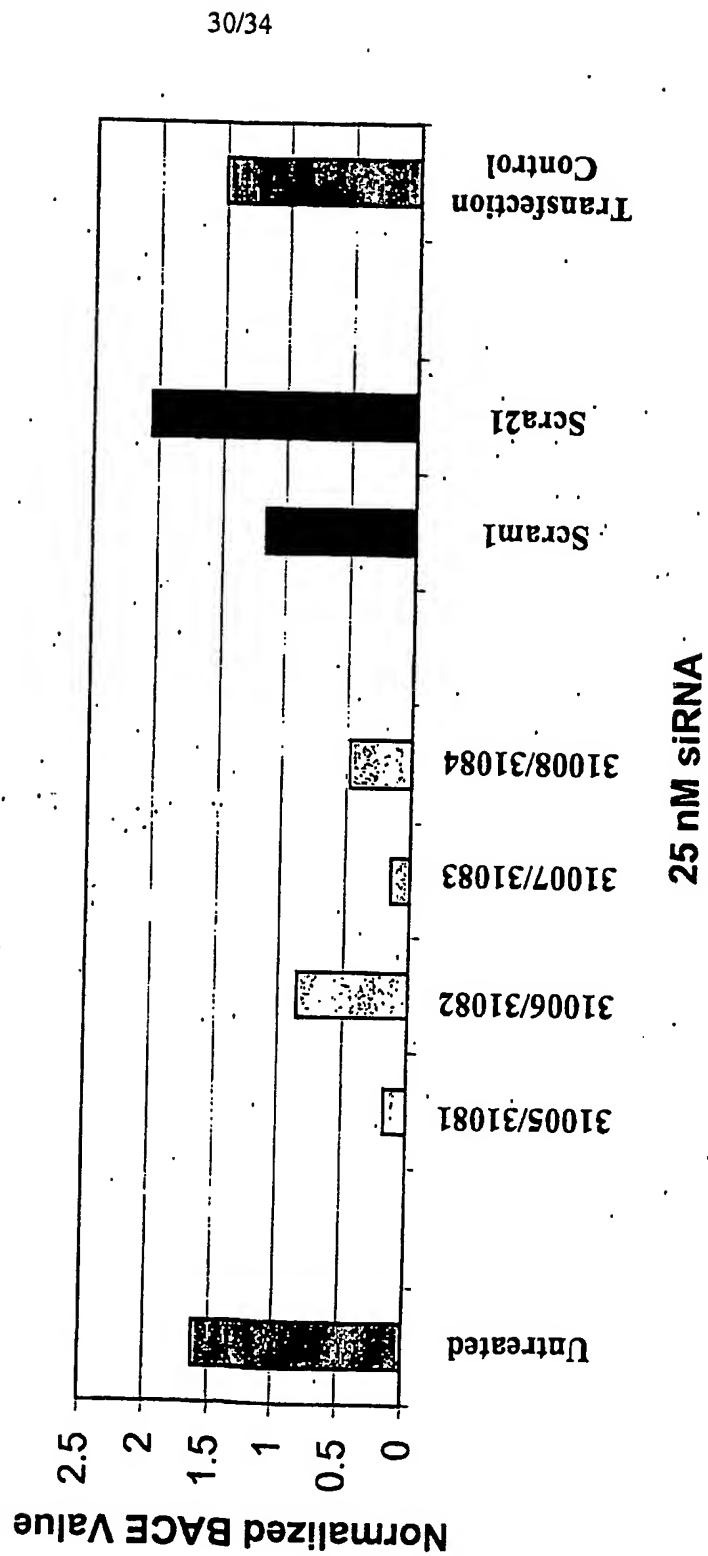 30/34
Normalized BACE Value
2.5
2
1.5
1
0.5
0
Untreated
31005/31081
31006/31082
31007/31083
31008/31084
Scram1
Scra21
Transfection
Control
25 nM siRNA